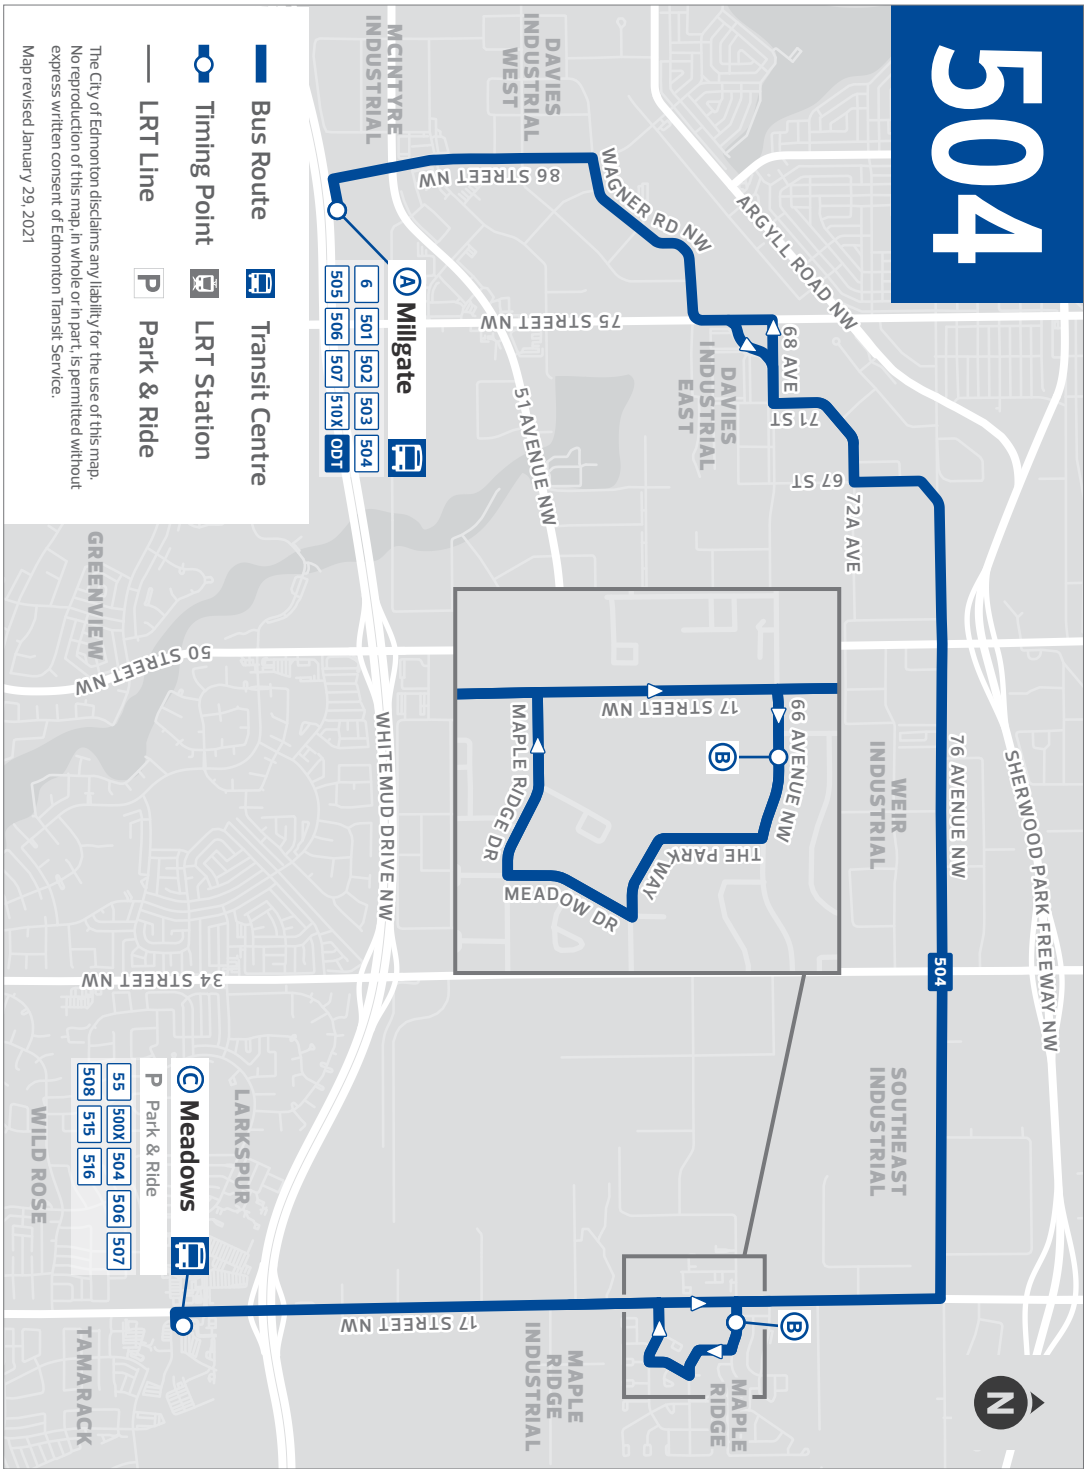 504
Bus Route
Timing Point
LRT Line
Transit Centre
LRT Station
P
Park & Ride
The City of Edmonton disclaims any liability for the use of this map.
No reproduction of this map, in whole or in part, is permitted without
express written consent of Edmonton Transit Service.
Map revised January 29, 2021
A Millgate
6 501 502 503 504
505 506 507 510X ODT
C Meadows
P Park & Ride
55 500X 504 506 507
508 515 516
MCINTYRE
INDUSTRIAL
DAVIES
INDUSTRIAL
WEST
DAVIES
INDUSTRIAL
EAST
WEIR
INDUSTRIAL
SOUTHEAST
INDUSTRIAL
MAPLE
RIDGE
INDUSTRIAL
MAPLE
RIDGE
GREENVIEW
LARKSPUR
WILD ROSE
TAMARACK
86 STREET NW
WAGNER RD NW
ARGYLL ROAD NW
75 STREET NW
68 AVE
71 ST
67 ST
72A AVE
51 AVENUE NW
50 STREET NW
WHITEMUD DRIVE NW
76 AVENUE NW
SHERWOOD PARK FREEWAY NW
34 STREET NW
504
17 STREET NW
B
17 STREET NW
66 AVENUE NW
B
THE PARK WAY
MEADOW DR
MAPLE RIDGE DR
N